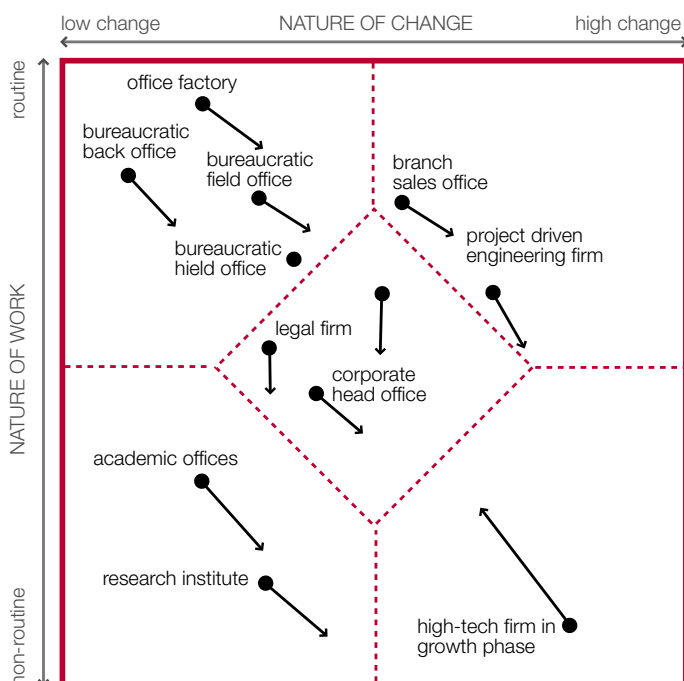 low change
NATURE OF CHANGE
high change
routine
NATURE OF WORK
non-routine
office factory
bureaucratic
back office
bureaucratic
field office
branch
sales office
project driven
engineering firm
bureaucratic
hield office
legal firm
corporate
head office
academic offices
research institute
high-tech firm in
growth phase